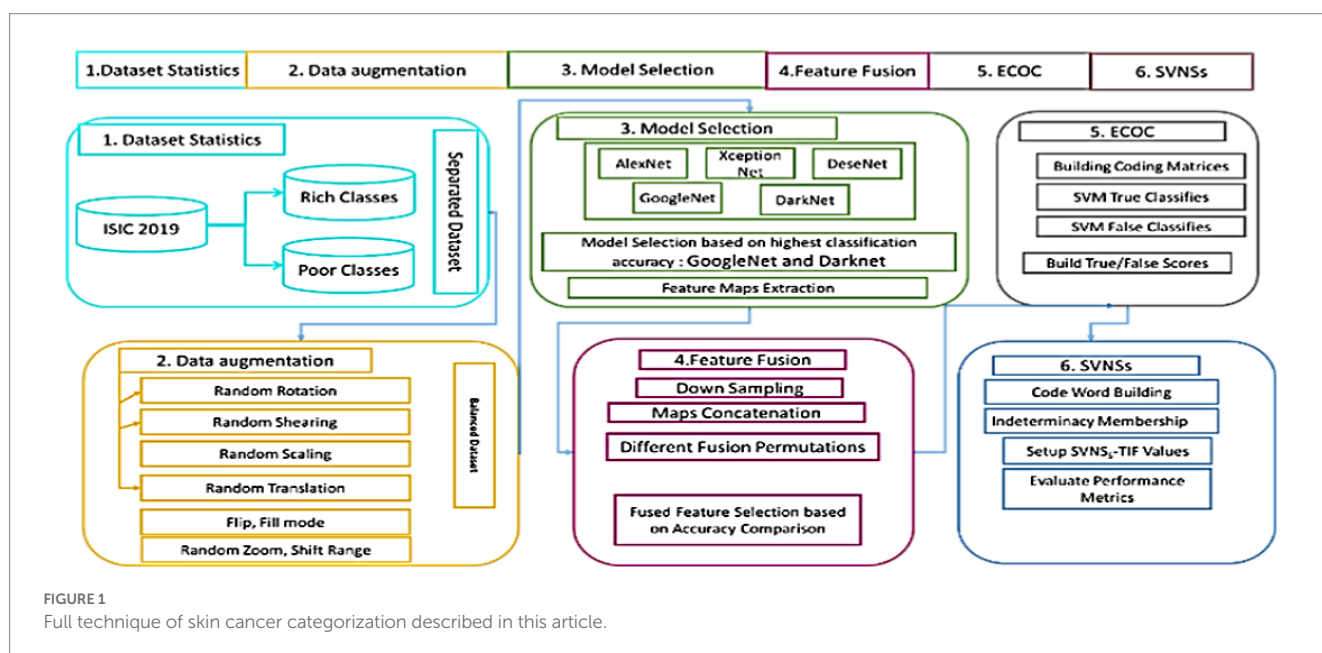 1.Dataset Statistics
2. Data augmentation
3. Model Selection
4.Feature Fusion
5. ECOC
6. SVNSs
1. Dataset Statistics
ISIC 2019
Rich Classes
Poor Classes
Separated Dataset
2. Data augmentation
Random Rotation
Random Shearing
Random Scaling
Random Translation
Flip, Fill mode
Random Zoom, Shift Range
Balanced Dataset
3. Model Selection
AlexNet
Xception
Net
DeseNet
GoogleNet
DarkNet
Model Selection based on highest classification
accuracy : GoogleNet and Darknet
Feature Maps Extraction
4.Feature Fusion
Down Sampling
Maps Concatenation
Different Fusion Permutations
Fused Feature Selection based
on Accuracy Comparison
5. ECOC
Building Coding Matrices
SVM True Classifies
SVM False Classifies
Build True/False Scores
6. SVNSs
Code Word Building
Indeterminacy Membership
Setup SVNSs-TIF Values
Evaluate Performance
Metrics
FIGURE 1
Full technique of skin cancer categorization described in this article.